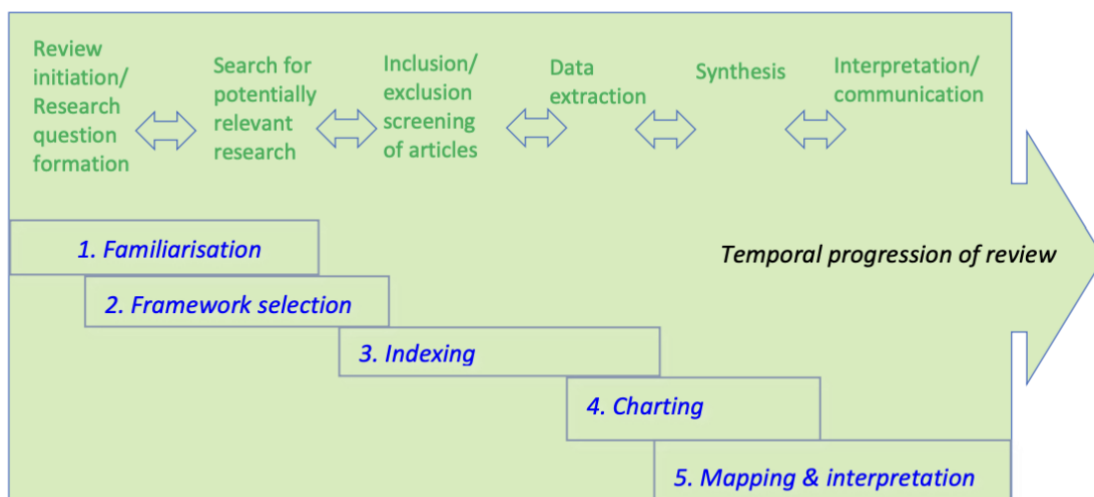 Review
initiation/
Research
question
formation
Search for
potentially
relevant
research
Inclusion/
exclusion
screening
of articles
Data
extraction
Synthesis
Interpretation/
communication
1. Familiarisation
Temporal progression of review
2. Framework selection
3. Indexing
4. Charting
5. Mapping & interpretation